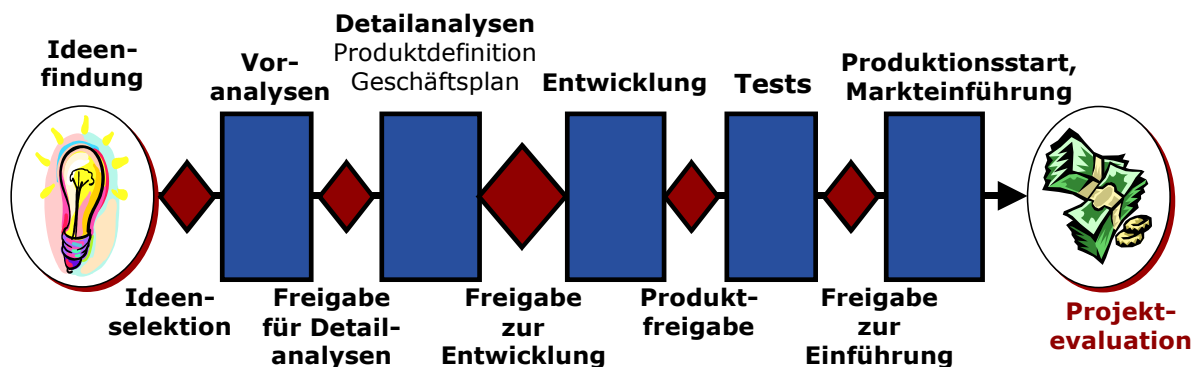 Ideen-
findung
Vor-
analysen
Detailanalysen
Produktdefinition
Geschäftsplan
Entwicklung
Tests
Produktionsstart,
Markteinführung
Ideen-
selektion
Freigabe
für Detail-
analysen
Freigabe
zur
Entwicklung
Produkt-
freigabe
Freigabe
zur
Einführung
Projekt-
evaluation